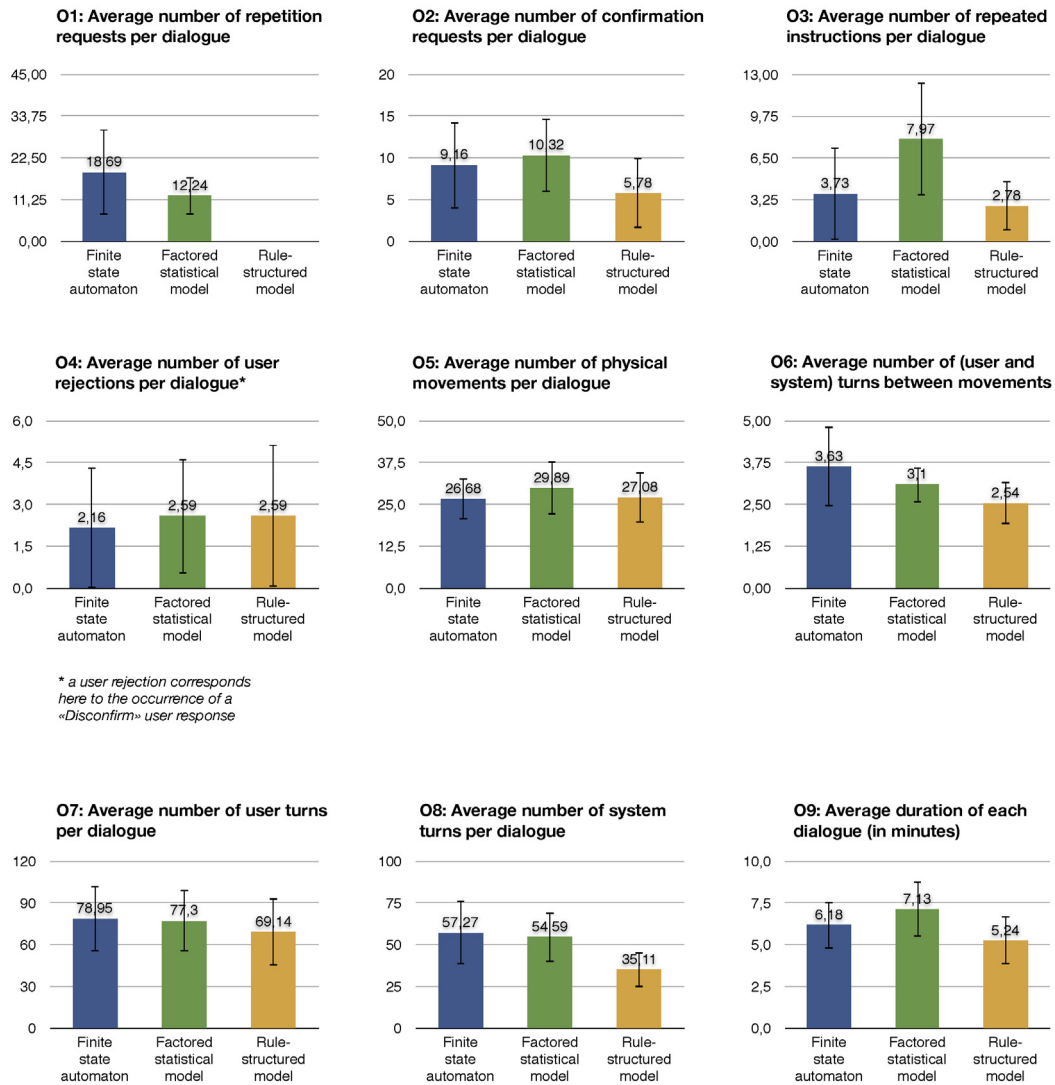 O1: Average number of repetition
requests per dialogue
45,00
33,75
22,50
11,25
0,00
18,69
12,24
Finite
state
automaton
Factored
statistical
model
Rule-
structured
model
O2: Average number of confirmation
requests per dialogue
20
15
10
5
0
9,16
10,32
5,78
Finite
state
automaton
Factored
statistical
model
Rule-
structured
model
O3: Average number of repeated
instructions per dialogue
13,00
9,75
6,50
3,25
0,00
3,73
7,97
2,78
Finite
state
automaton
Factored
statistical
model
Rule-
structured
model
O4: Average number of user
rejections per dialogue*
6,0
4,5
3,0
1,5
0,0
2,16
2,59
2,59
Finite
state
automaton
Factored
statistical
model
Rule-
structured
model
* a user rejection corresponds
here to the occurrence of a
«Disconfirm» user response
O5: Average number of physical
movements per dialogue
50,0
37,5
25,0
12,5
0,0
26,68
29,89
27,08
Finite
state
automaton
Factored
statistical
model
Rule-
structured
model
O6: Average number of (user and
system) turns between movements
5,00
3,75
2,50
1,25
0,00
3,63
3,1
2,54
Finite
state
automaton
Factored
statistical
model
Rule-
structured
model
O7: Average number of user turns
per dialogue
120
90
60
30
0
78,95
77,3
69,14
Finite
state
automaton
Factored
statistical
model
Rule-
structured
model
O8: Average number of system
turns per dialogue
100
75
50
25
0
57,27
54,59
35,11
Finite
state
automaton
Factored
statistical
model
Rule-
structured
model
O9: Average duration of each
dialogue (in minutes)
10,0
7,5
5,0
2,5
0,0
6,18
7,13
5,24
Finite
state
automaton
Factored
statistical
model
Rule-
structured
model